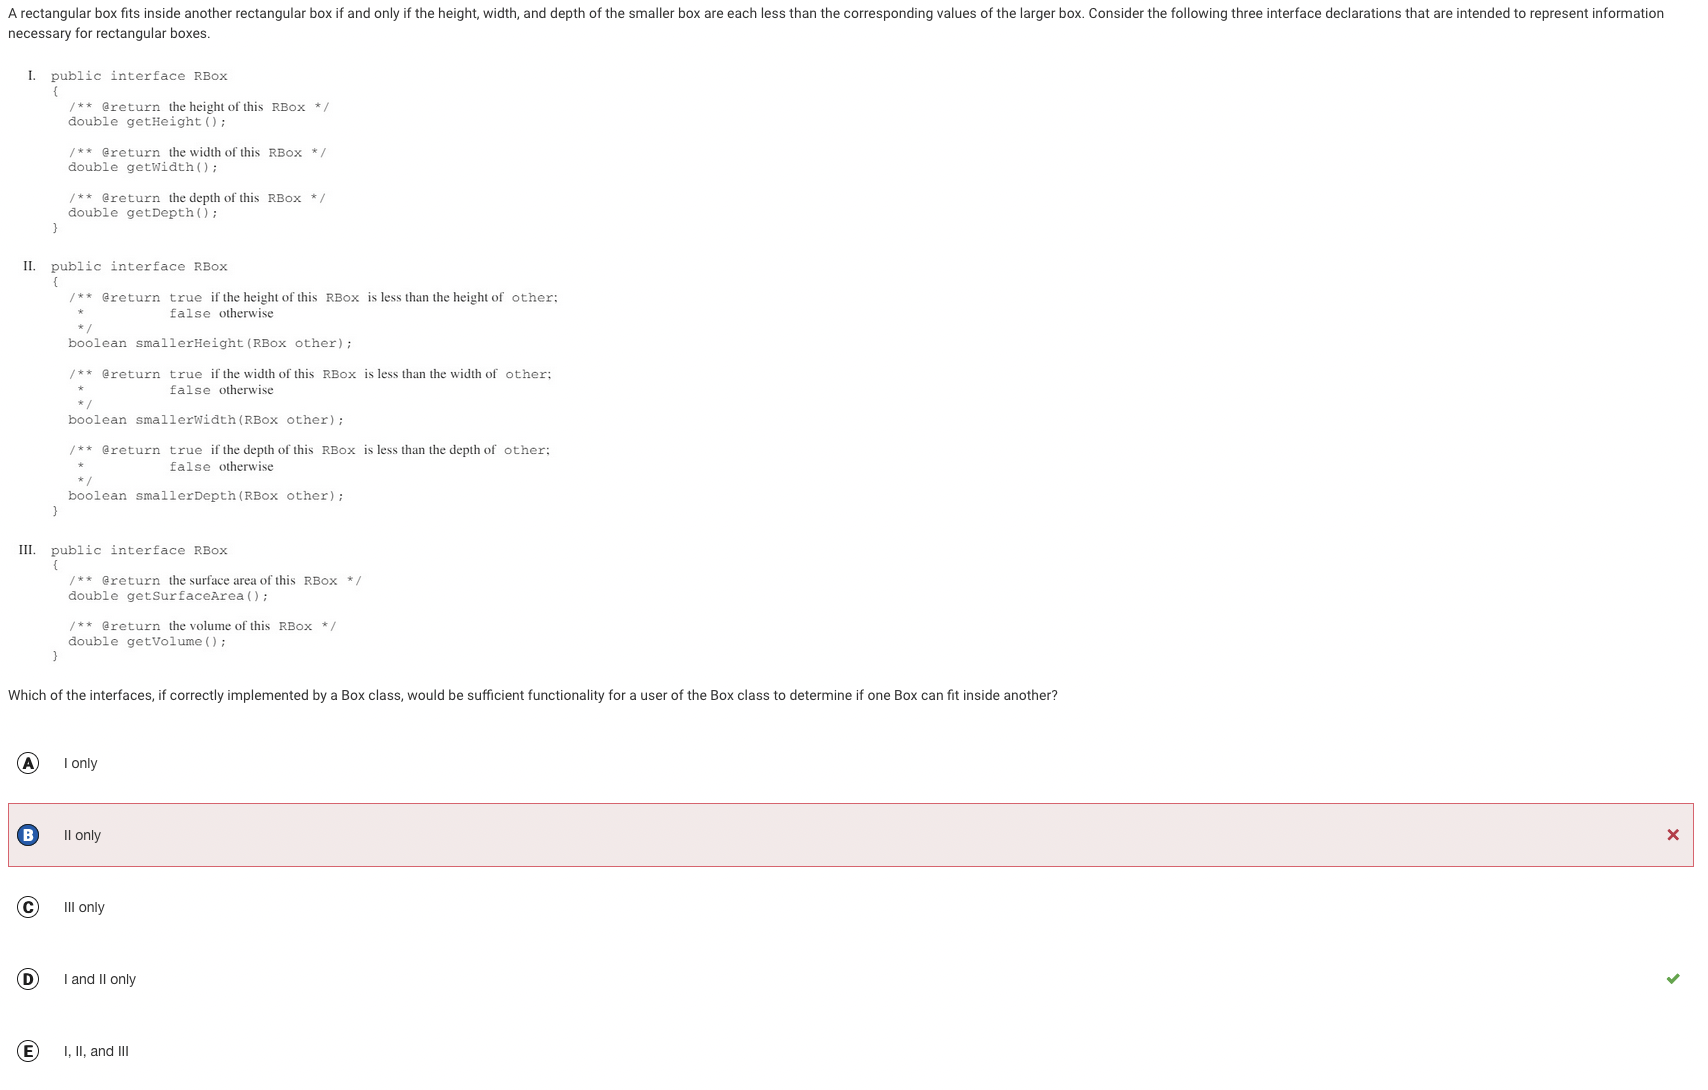 A rectangular box fits inside another rectangular box if and only if the height, width, and depth of the smaller box are each less than the corresponding values of the larger box. Consider the following three interface declarations that are intended to represent information
necessary for rectangular boxes.
I. public interface RBox
{
/** @return the height of this RBox */
double getHeight();
/** @return the width of this RBox */
double getWidth();
/** @return the depth of this RBox */
double getDepth();
}
II. public interface RBox
{
/** @return true if the height of this RBox is less than the height of other;
* false otherwise
*/
boolean smallerHeight(RBox other);
/** @return true if the width of this RBox is less than the width of other;
* false otherwise
*/
boolean smallerWidth(RBox other);
/** @return true if the depth of this RBox is less than the depth of other;
* false otherwise
*/
boolean smallerDepth(RBox other);
}
III. public interface RBox
{
/** @return the surface area of this RBox */
double getSurfaceArea();
/** @return the volume of this RBox */
double getVolume();
}
Which of the interfaces, if correctly implemented by a Box class, would be sufficient functionality for a user of the Box class to determine if one Box can fit inside another?
A I only
B II only
C III only
D I and II only
E I, II, and III